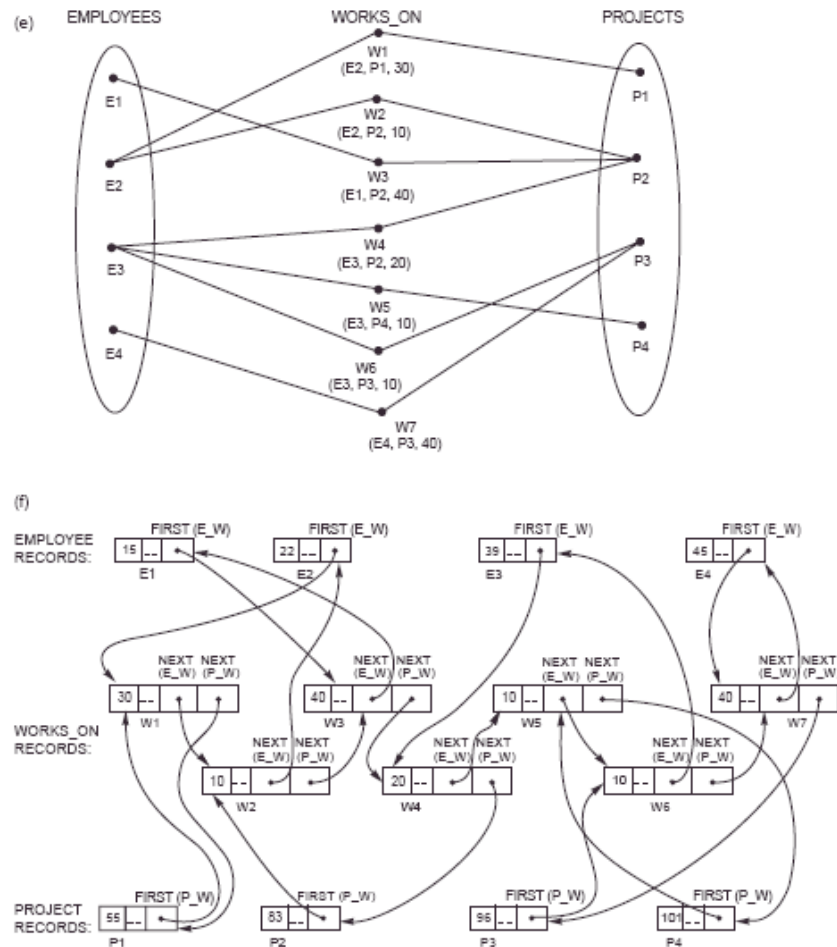 (e) EMPLOYEES WORKS_ON PROJECTS
W1
(E2, P1, 30)
E1
P1
W2
(E2, P2, 10)
E2
P2
W3
(E1, P2, 40)
W4
(E3, P2, 20)
E3
P3
W5
(E3, P4, 10)
E4
P4
W6
(E3, P3, 10)
W7
(E4, P3, 40)
(f)
EMPLOYEE
RECORDS:
FIRST (E_W) FIRST (E_W) FIRST (E_W) FIRST (E_W)
15 -- 22 -- 39 -- 45 --
E1 E2 E3 E4
NEXT NEXT NEXT NEXT NEXT NEXT NEXT NEXT
(E_W) (P_W) (E_W) (P_W) (E_W) (P_W) (E_W) (P_W)
30 -- 40 -- 10 -- 40 --
W1 W3 W5 W7
WORKS_ON
RECORDS:
NEXT NEXT NEXT NEXT NEXT NEXT
(E_W) (P_W) (E_W) (P_W) (E_W) (P_W)
10 -- 20 -- 10 --
W2 W4 W6
PROJECT
RECORDS:
FIRST (P_W) FIRST (P_W) FIRST (P_W) FIRST (P_W)
55 -- 83 -- 96 -- 101 --
P1 P2 P3 P4